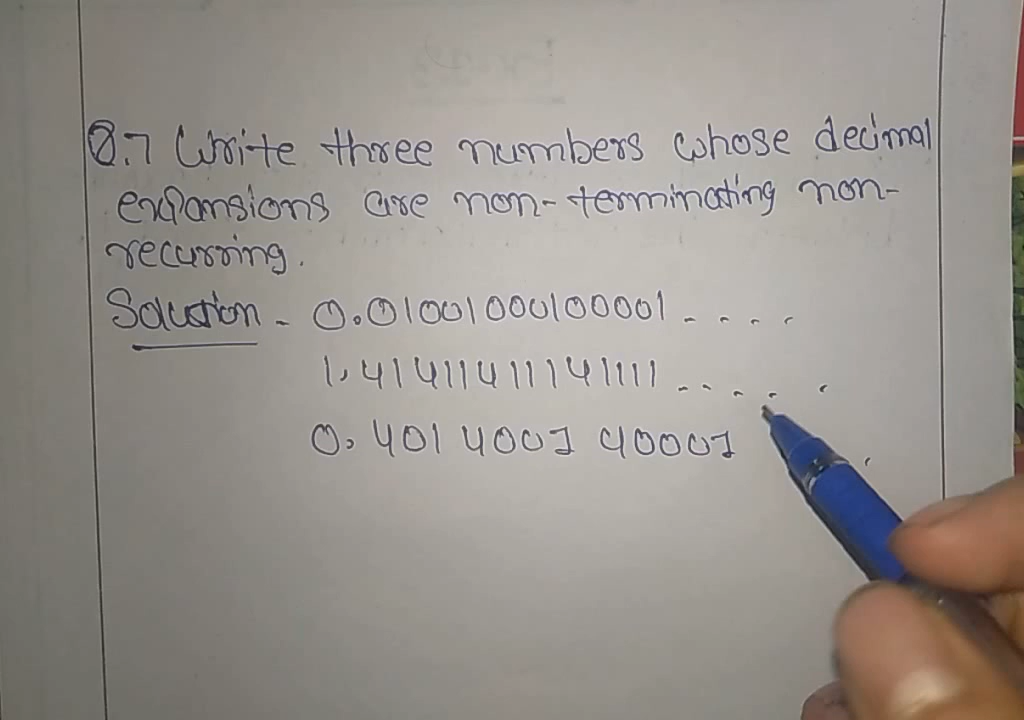 Q.7 Write three numbers whose decimal
expansions are non-terminating non-
recurring.
Solution - 0.01001000100001 . . . .
1.41411411141111 . . . . .
0.401 4001 40001 .